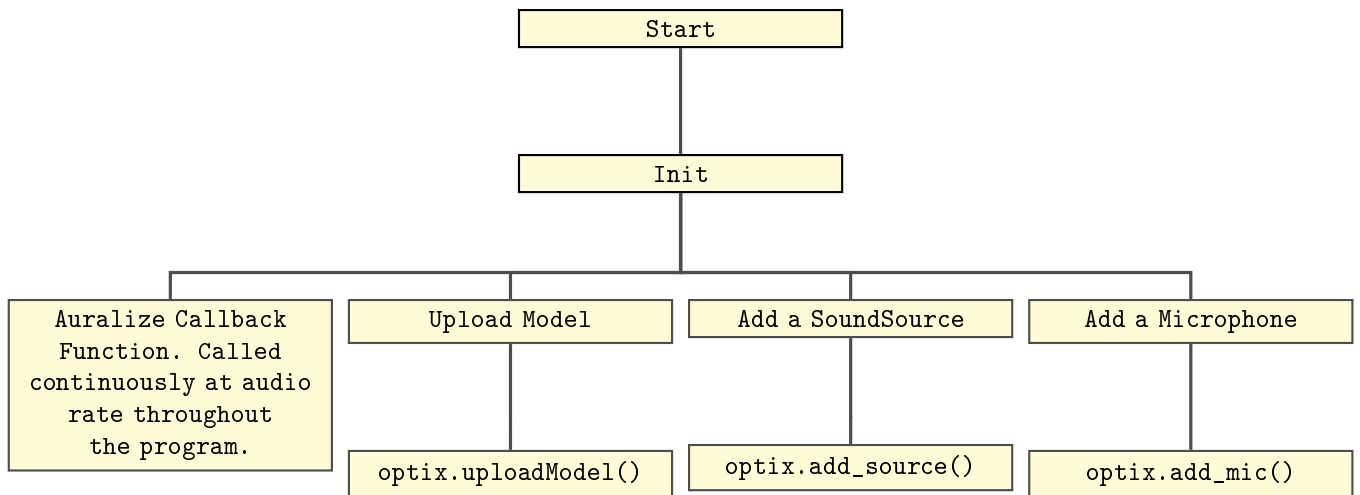 Start
Init
Auralize Callback
Function. Called
continuously at audio
rate throughout
the program.
Upload Model
Add a SoundSource
Add a Microphone
optix.uploadModel()
optix.add_source()
optix.add_mic()